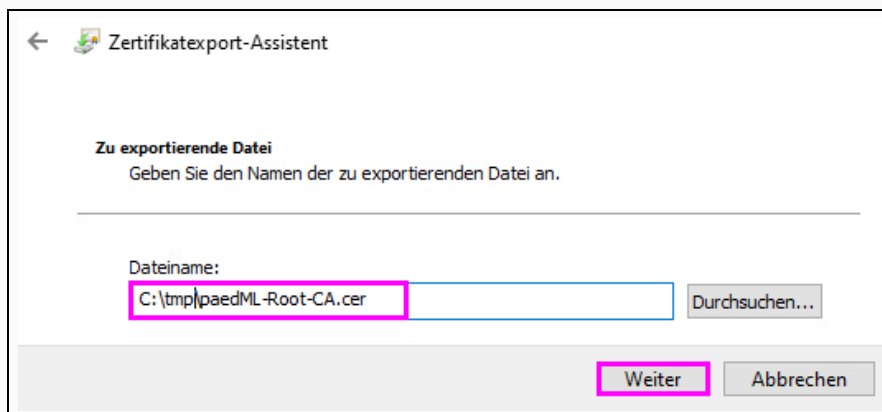 Zertifikatexport-Assistent
Zu exportierende Datei
Geben Sie den Namen der zu exportierenden Datei an.
Dateiname:
C:\tmp\paedML-Root-CA.cer
Durchsuchen...
Weiter
Abbrechen